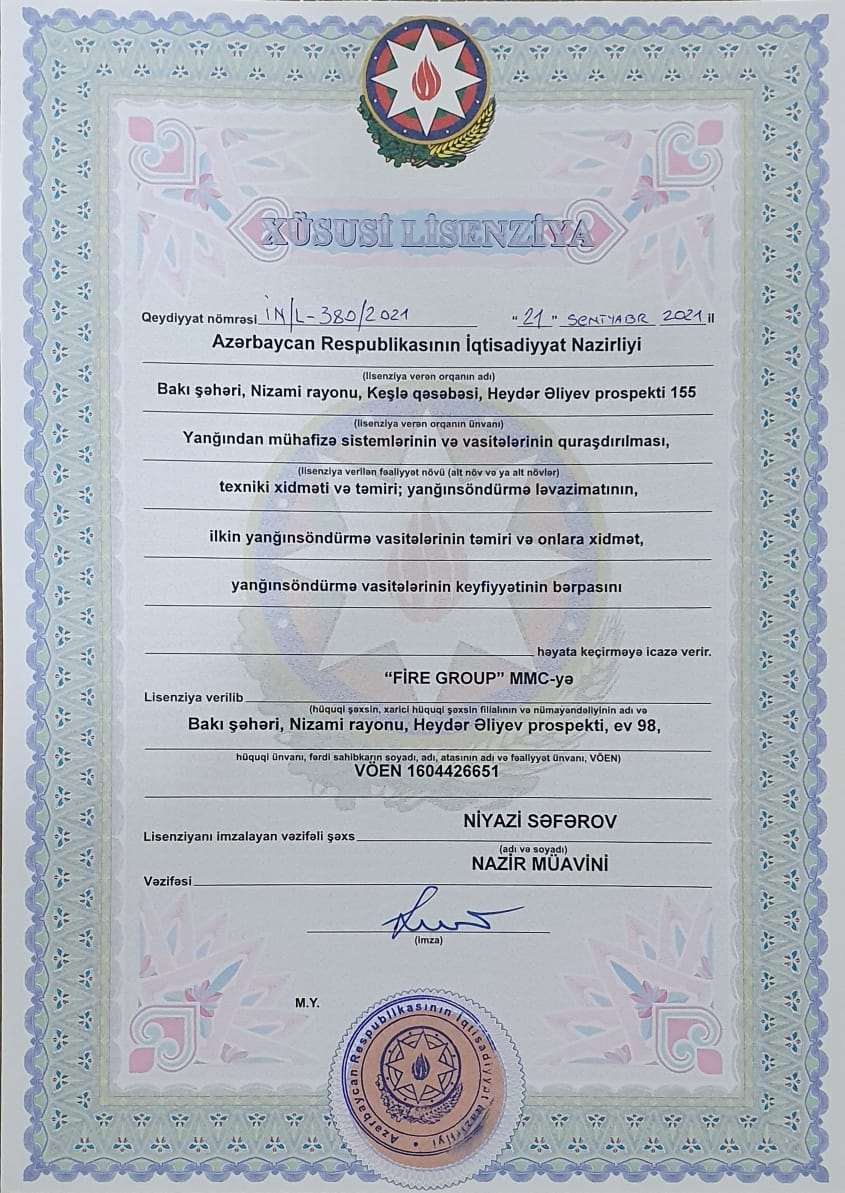 XÜSUSİ LİSENZİYA
Qeydiyyat nömrəsi İN/L-380/2021 " 21 " SENTYABR 2021 il
Azərbaycan Respublikasının İqtisadiyyat Nazirliyi
(lisenziya verən orqanın adı)
Bakı şəhəri, Nizami rayonu, Keşlə qəsəbəsi, Heydər Əliyev prospekti 155
(lisenziya verən orqanın ünvanı)
Yanğından mühafizə sistemlərinin və vasitələrinin quraşdırılması,
(lisenziya verilən fəaliyyət növü (alt növ və ya alt növlər)
texniki xidməti və təmiri; yanğınsöndürmə ləvazimatının,
ilkin yanğınsöndürmə vasitələrinin təmiri və onlara xidmət,
yanğınsöndürmə vasitələrinin keyfiyyətinin bərpasını
həyata keçirməyə icazə verir.
“FİRE GROUP” MMC-yə
Lisenziya verilib
(hüquqi şəxsin, xarici hüquqi şəxsin filialının və nümayəndəliyinin adı və
Bakı şəhəri, Nizami rayonu, Heydər Əliyev prospekti, ev 98,
hüquqi ünvanı, fərdi sahibkarın soyadı, adı, atasının adı və fəaliyyət ünvanı, VÖEN)
VÖEN 1604426651
NİYAZİ SƏFƏROV
Lisenziyanı imzalayan vəzifəli şəxs
(adı və soyadı)
NAZİR MÜAVİNİ
Vəzifəsi
(imza)
M.Y.
Azərbaycan Respublikasının İqtisadiyyat Nazirliyi